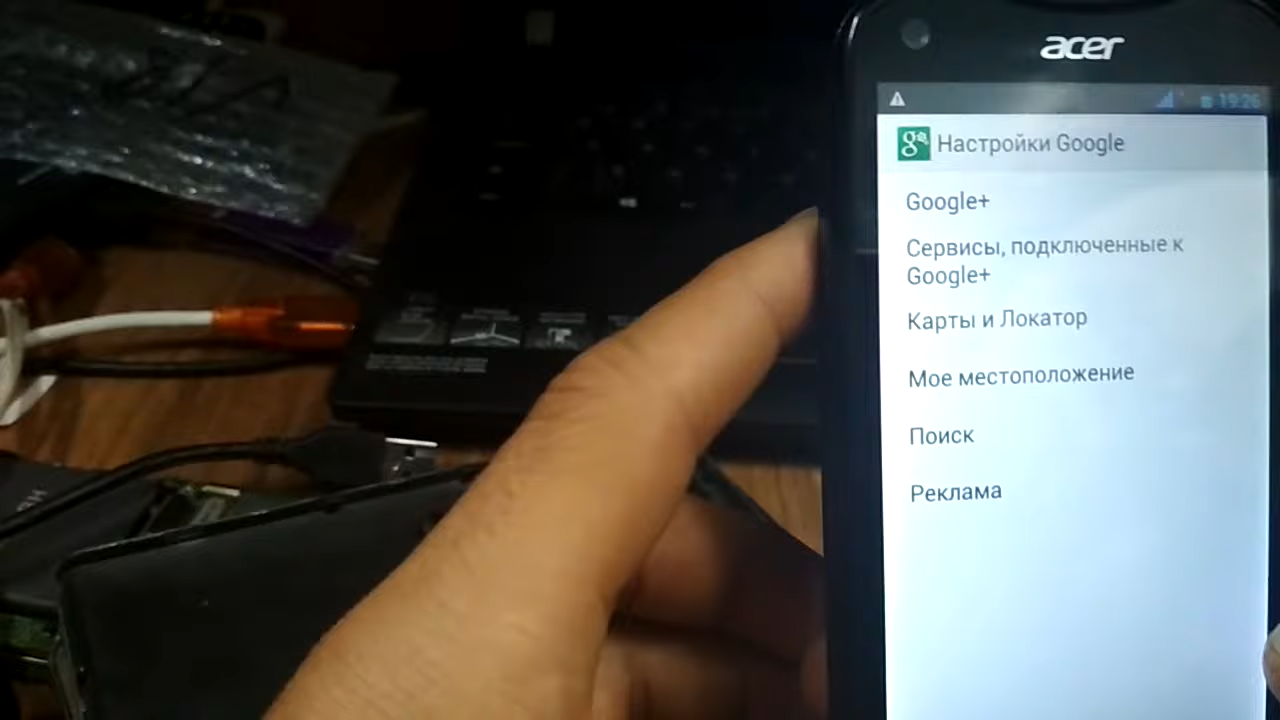 acer
19:26
Настройки Google
Google+
Сервисы, подключенные к
Google+
Карты и Локатор
Мое местоположение
Поиск
Реклама